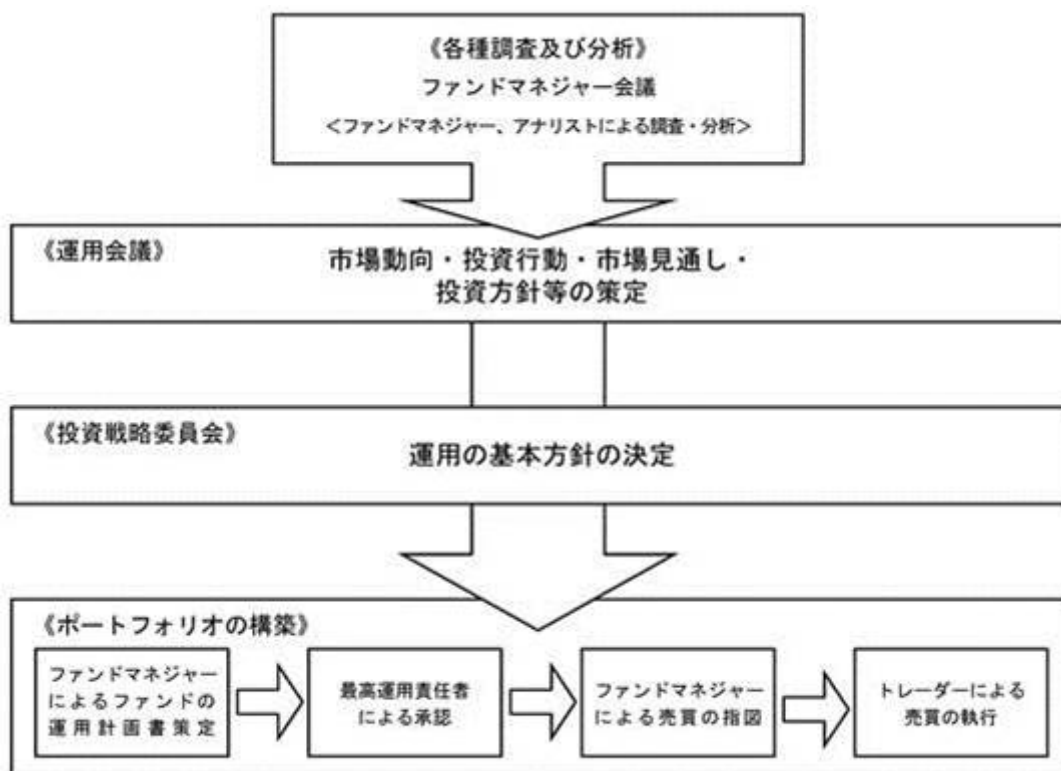 《各種調査及び分析》
ファンドマネジャー会議
<ファンドマネジャー、アナリストによる調査・分析>
《運用会議》
市場動向・投資行動・市場見通し・
投資方針等の策定
《投資戦略委員会》
運用の基本方針の決定
《ポートフォリオの構築》
ファンドマネジャー
によるファンドの
運用計画書策定
最高運用責任者
による承認
ファンドマネジャー
による売買の指図
トレーダーによる
売買の執行